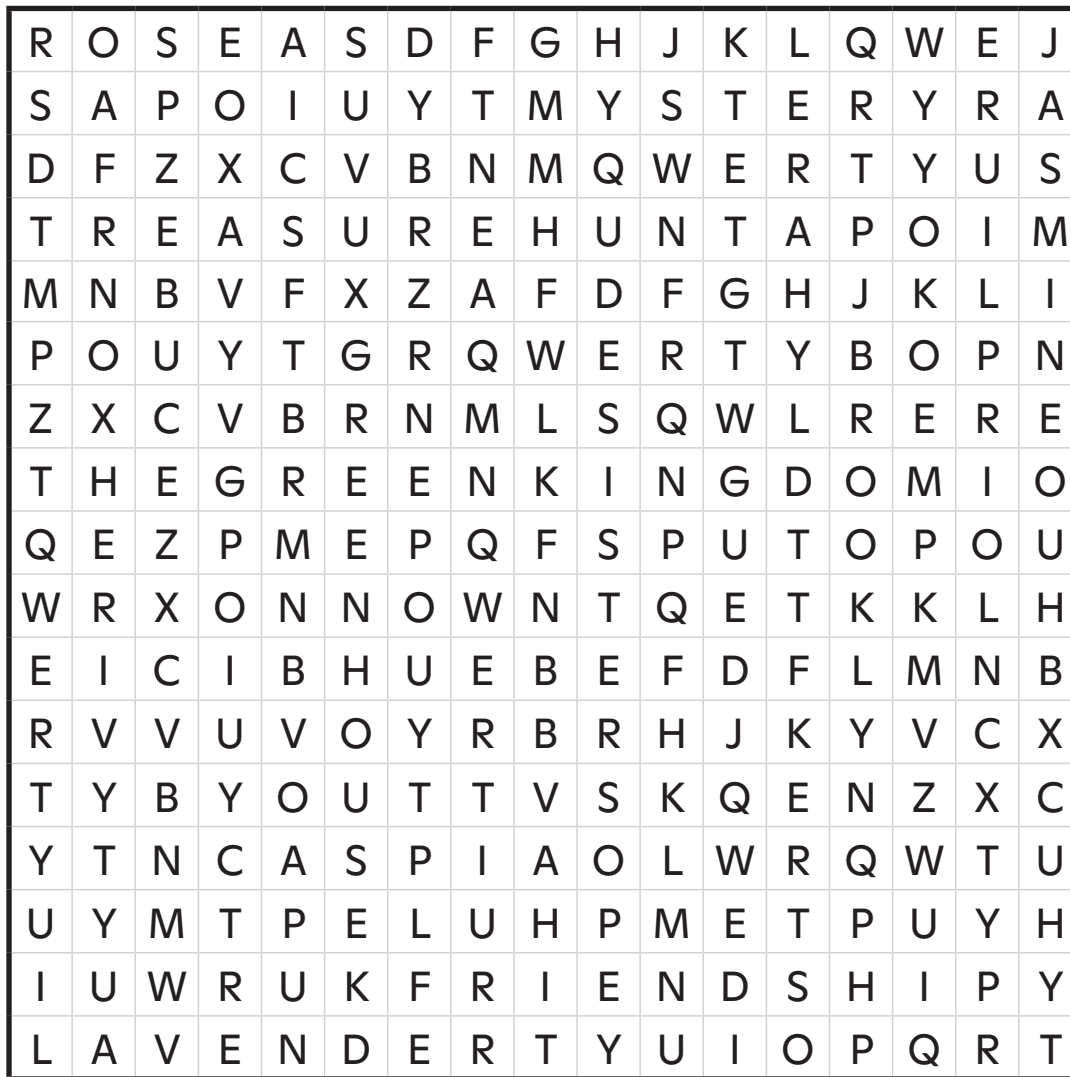 R O S E A S D F G H J K L Q W E J
S A P O I U Y T M Y S T E R Y R A
D F Z X C V B N M Q W E R T Y U S
T R E A S U R E H U N T A P O I M
M N B V F X Z A F D F G H J K L I
P O U Y T G R Q W E R T Y B O P N
Z X C V B R N M L S Q W L R E R E
T H E G R E E N K I N G D O M I O
Q E Z P M E P Q F S P U T O P O U
W R X O N N O W N T Q E T K K L H
E I C I B H U E B E F D F L M N B
R V V U V O Y R B R H J K Y V C X
T Y B Y O U T T V S K Q E N Z X C
Y T N C A S P I A O L W R Q W T U
U Y M T P E L U H P M E T P U Y H
I U W R U K F R I E N D S H I P Y
L A V E N D E R T Y U I O P Q R T